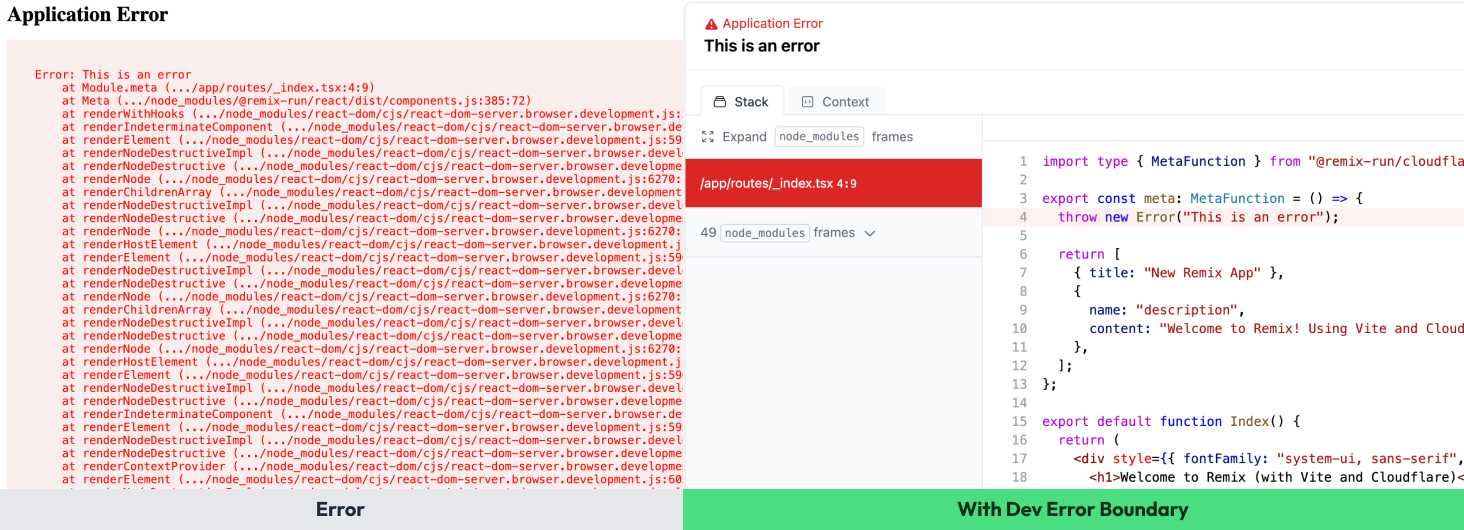 Application Error
Error: This is an error
at Module.meta (.../app/routes/_index.tsx:4:9)
at Meta (.../node_modules/@remix-run/react/dist/components.js:385:72)
at renderWithHooks (.../node_modules/react-dom/cjs/react-dom-server.browser.development.js:
at renderIndeterminateComponent (.../node_modules/react-dom/cjs/react-dom-server.browser.de
at renderElement (.../node_modules/react-dom/cjs/react-dom-server.browser.development.js:59
at renderNodeDestructiveImpl (.../node_modules/react-dom/cjs/react-dom-server.browser.devel
at renderNodeDestructive (.../node_modules/react-dom/cjs/react-dom-server.browser.developme
at renderNode (.../node_modules/react-dom/cjs/react-dom-server.browser.development.js:6270:
at renderChildrenArray (.../node_modules/react-dom/cjs/react-dom-server.browser.development
at renderNodeDestructiveImpl (.../node_modules/react-dom/cjs/react-dom-server.browser.devel
at renderNodeDestructive (.../node_modules/react-dom/cjs/react-dom-server.browser.developme
at renderNode (.../node_modules/react-dom/cjs/react-dom-server.browser.development.js:6270:
at renderHostElement (.../node_modules/react-dom/cjs/react-dom-server.browser.development.j
at renderElement (.../node_modules/react-dom/cjs/react-dom-server.browser.development.js:59
at renderNodeDestructiveImpl (.../node_modules/react-dom/cjs/react-dom-server.browser.devel
at renderNodeDestructive (.../node_modules/react-dom/cjs/react-dom-server.browser.developme
at renderNode (.../node_modules/react-dom/cjs/react-dom-server.browser.development.js:6270:
at renderChildrenArray (.../node_modules/react-dom/cjs/react-dom-server.browser.development
at renderNodeDestructiveImpl (.../node_modules/react-dom/cjs/react-dom-server.browser.devel
at renderNodeDestructive (.../node_modules/react-dom/cjs/react-dom-server.browser.developme
at renderNode (.../node_modules/react-dom/cjs/react-dom-server.browser.development.js:6270:
at renderHostElement (.../node_modules/react-dom/cjs/react-dom-server.browser.development.j
at renderElement (.../node_modules/react-dom/cjs/react-dom-server.browser.development.js:59
at renderNodeDestructiveImpl (.../node_modules/react-dom/cjs/react-dom-server.browser.devel
at renderNodeDestructive (.../node_modules/react-dom/cjs/react-dom-server.browser.developme
at renderIndeterminateComponent (.../node_modules/react-dom/cjs/react-dom-server.browser.de
at renderElement (.../node_modules/react-dom/cjs/react-dom-server.browser.development.js:59
at renderNodeDestructiveImpl (.../node_modules/react-dom/cjs/react-dom-server.browser.devel
at renderNodeDestructive (.../node_modules/react-dom/cjs/react-dom-server.browser.developme
at renderContextProvider (.../node_modules/react-dom/cjs/react-dom-server.browser.developme
at renderElement (.../node_modules/react-dom/cjs/react-dom-server.browser.development.js:60
Error
Application Error
This is an error
Stack Context
Expand node_modules frames
/app/routes/_index.tsx 4:9
49 node_modules frames
1 import type { MetaFunction } from "@remix-run/cloudfla
2
3 export const meta: MetaFunction = () => {
4 throw new Error("This is an error");
5
6 return [
7 { title: "New Remix App" },
8 {
9 name: "description",
10 content: "Welcome to Remix! Using Vite and Cloud
11 },
12 ];
13 };
14
15 export default function Index() {
16 return (
17 <div style={{ fontFamily: "system-ui, sans-serif",
18 <h1>Welcome to Remix (with Vite and Cloudflare)<
With Dev Error Boundary